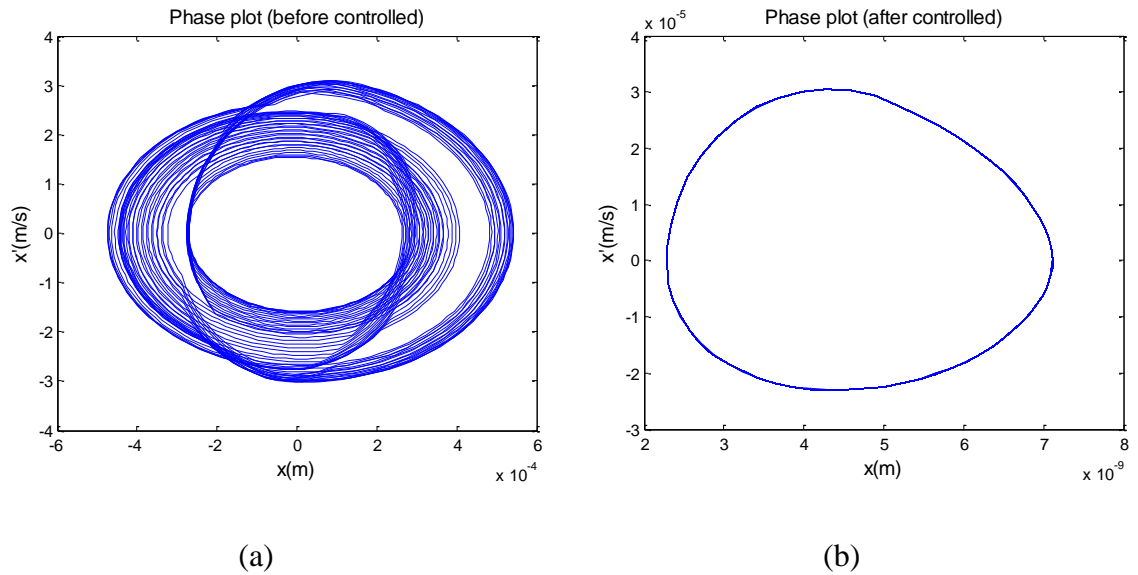 Phase plot (before controlled)
4
3
2
1
0
-1
-2
-3
-4
x'(m/s)
-6 -4 -2 0 2 4 6
x(m)
x 10^-4
(a)
Phase plot (after controlled)
x 10^-5
4
3
2
1
0
-1
-2
-3
x'(m/s)
2 3 4 5 6 7 8
x(m)
x 10^-9
(b)